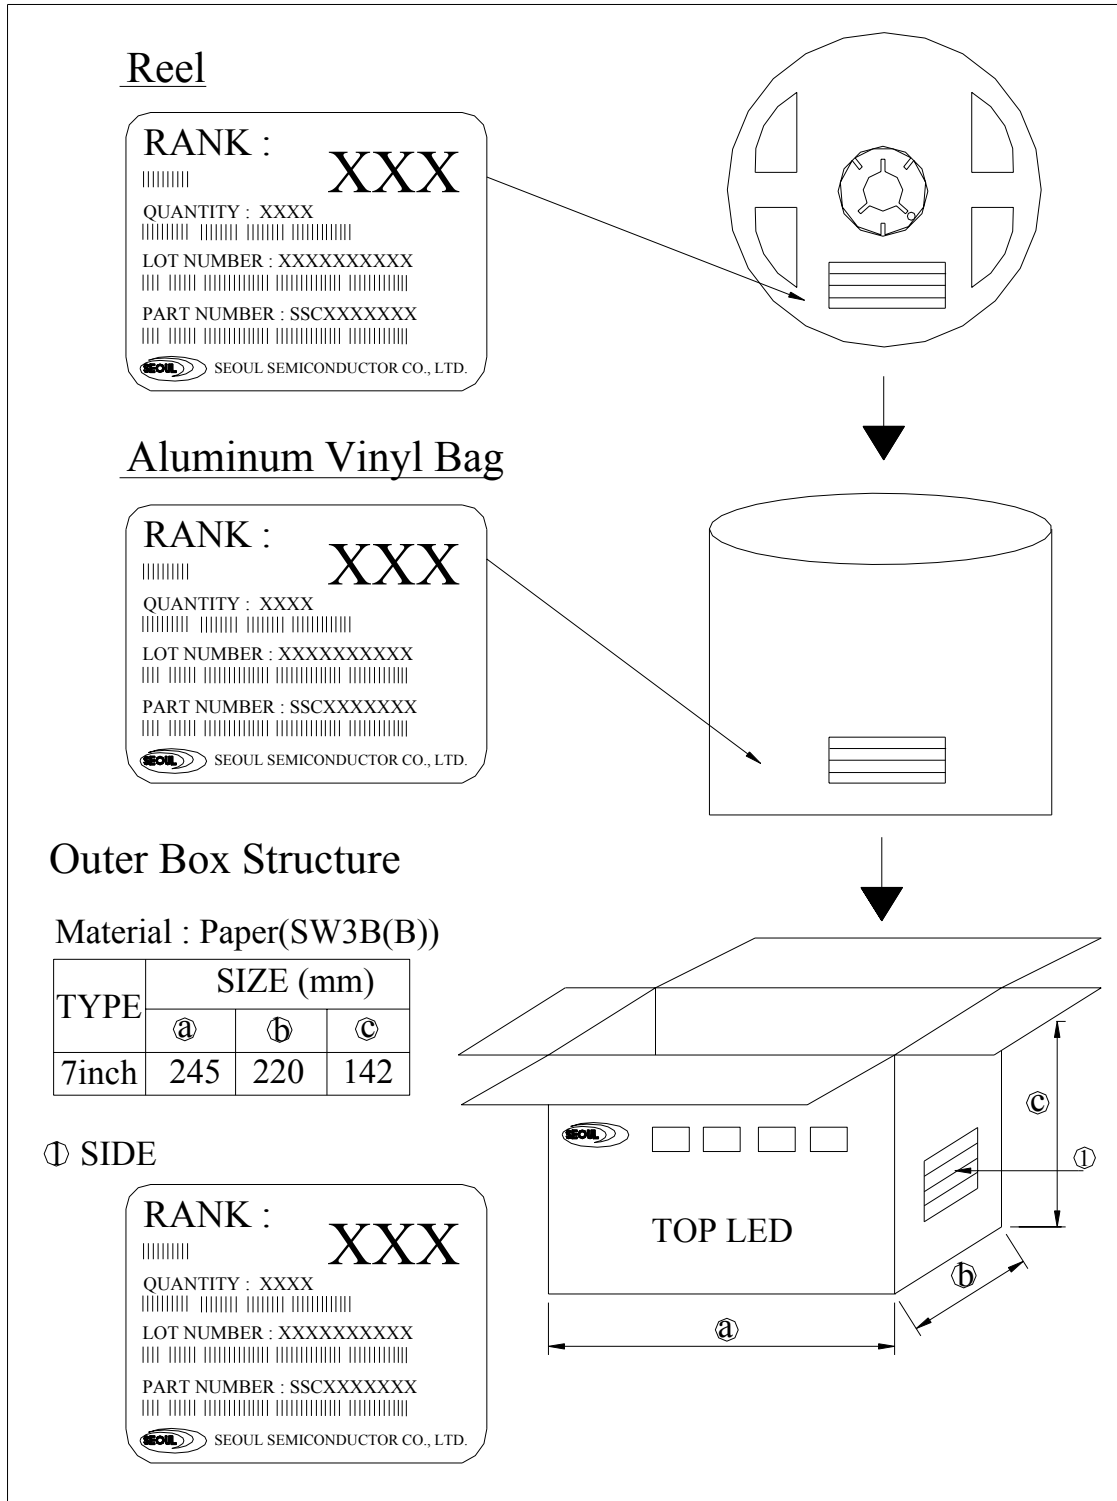 Reel
RANK :
XXX
QUANTITY : XXXX
LOT NUMBER : XXXXXXXXXX
PART NUMBER : SSCXXXXXXX
SEOUL SEMICONDUCTOR CO., LTD.
Aluminum Vinyl Bag
RANK :
XXX
QUANTITY : XXXX
LOT NUMBER : XXXXXXXXXX
PART NUMBER : SSCXXXXXXX
SEOUL SEMICONDUCTOR CO., LTD.
Outer Box Structure
Material : Paper(SW3B(B))
TYPE SIZE (mm)
ⓐ ⓑ ⓒ
7inch 245 220 142
① SIDE
RANK :
XXX
QUANTITY : XXXX
LOT NUMBER : XXXXXXXXXX
PART NUMBER : SSCXXXXXXX
SEOUL SEMICONDUCTOR CO., LTD.
SEOUL
TOP LED
ⓒ
①
ⓑ
ⓐ